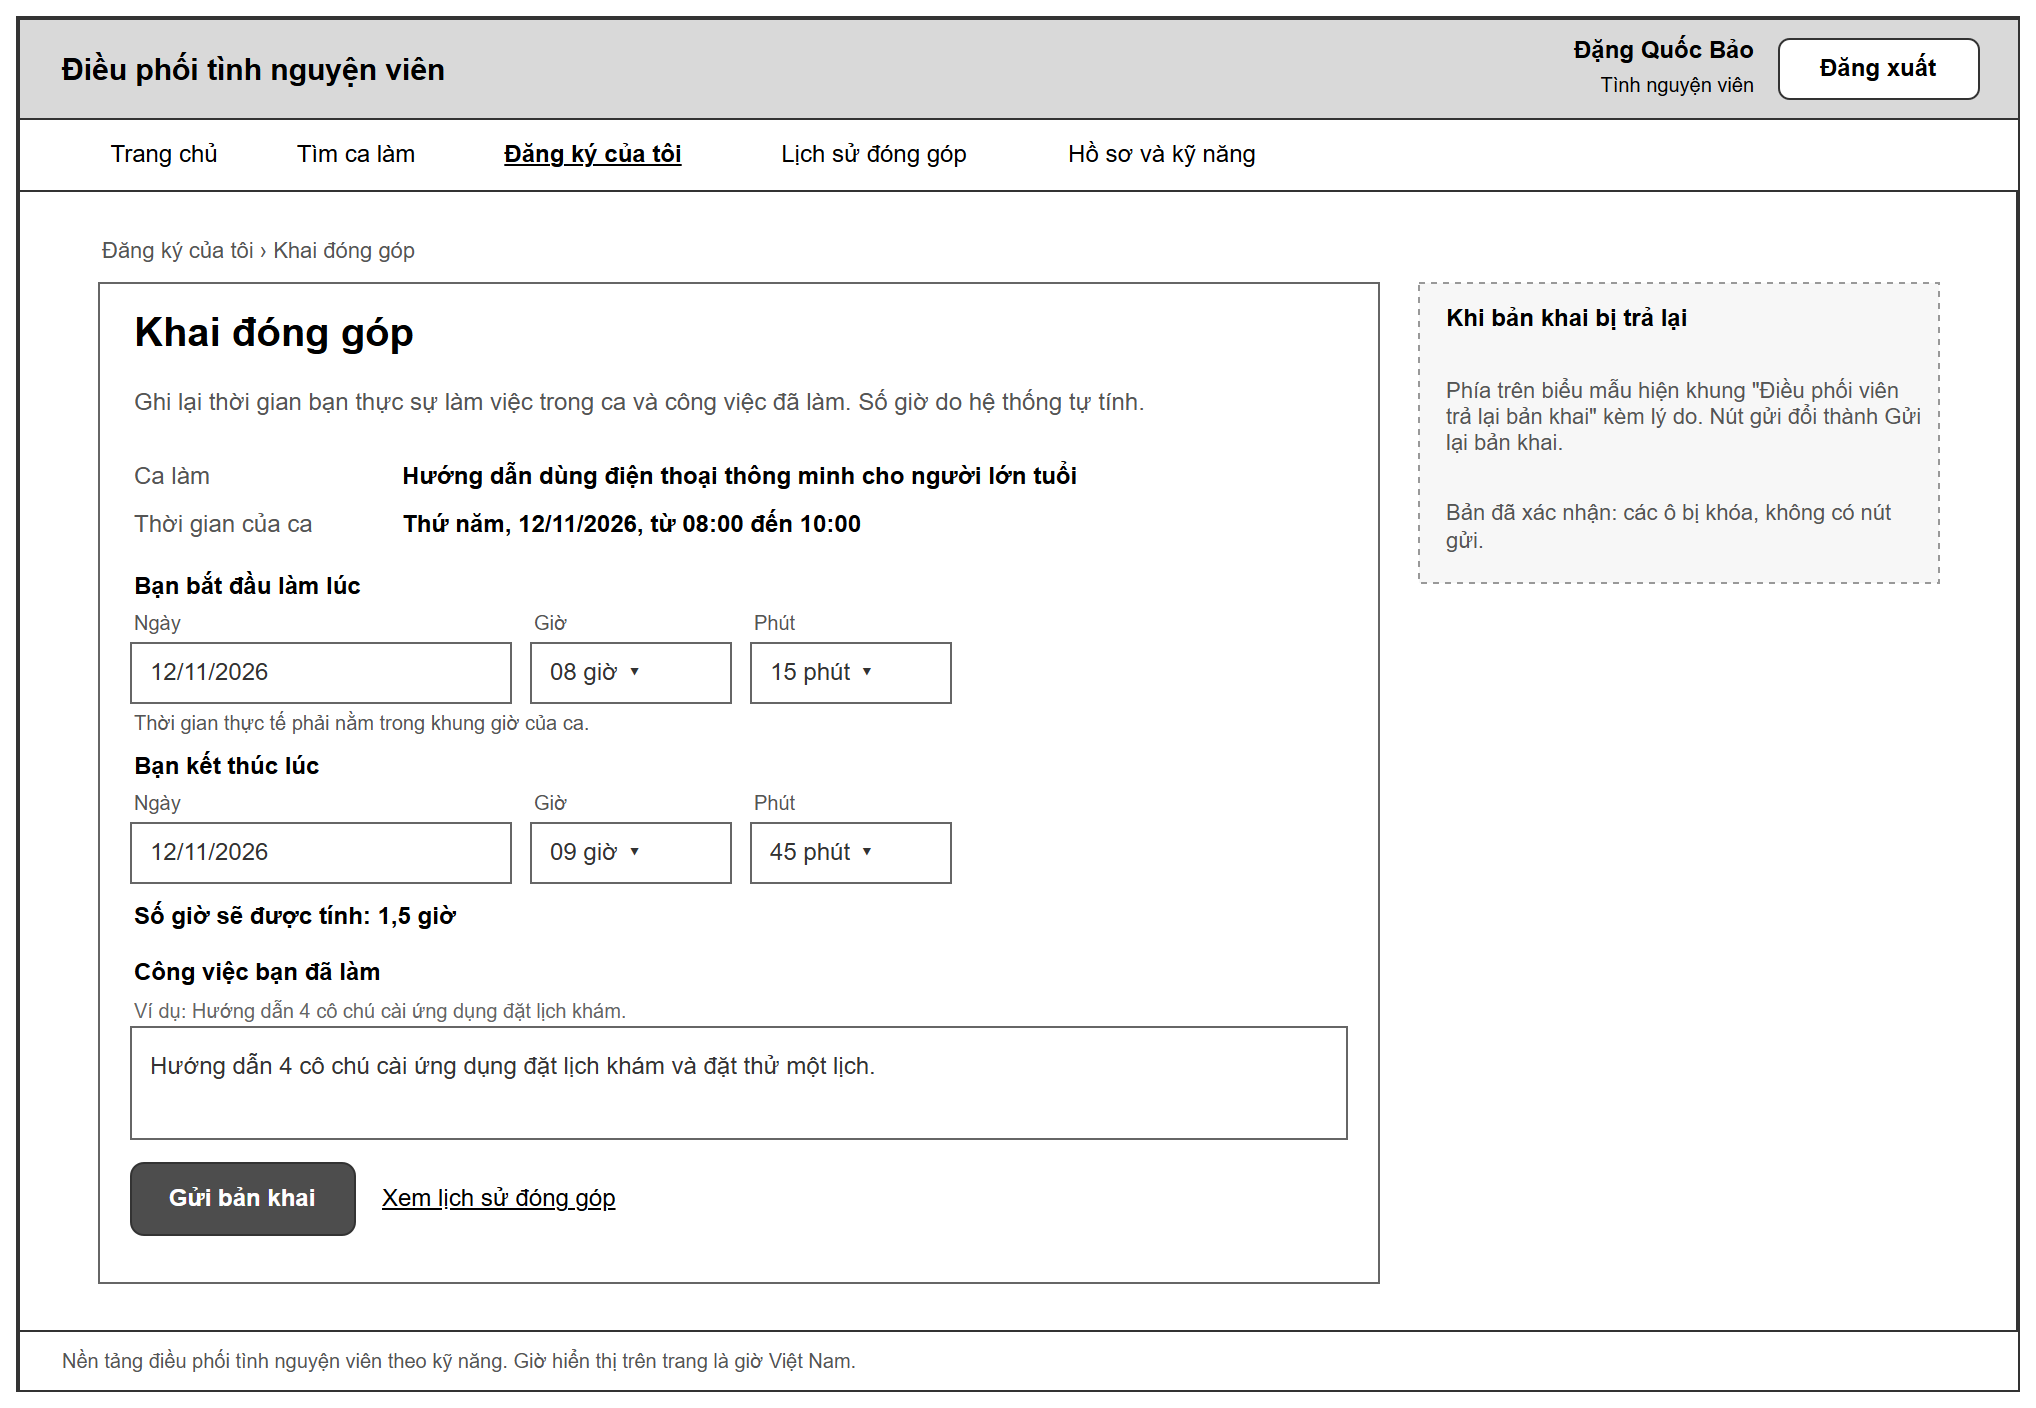 Điều phối tình nguyện viên
Đặng Quốc Bảo
Tình nguyện viên
Đăng xuất
Trang chủ
Tìm ca làm
Đăng ký của tôi
Lịch sử đóng góp
Hồ sơ và kỹ năng
Đăng ký của tôi › Khai đóng góp
Khai đóng góp
Ghi lại thời gian bạn thực sự làm việc trong ca và công việc đã làm. Số giờ do hệ thống tự tính.
Ca làm
Hướng dẫn dùng điện thoại thông minh cho người lớn tuổi
Thời gian của ca
Thứ năm, 12/11/2026, từ 08:00 đến 10:00
Bạn bắt đầu làm lúc
Ngày
Giờ
Phút
12/11/2026
08 giờ ▾
15 phút ▾
Thời gian thực tế phải nằm trong khung giờ của ca.
Bạn kết thúc lúc
Ngày
Giờ
Phút
12/11/2026
09 giờ ▾
45 phút ▾
Số giờ sẽ được tính: 1,5 giờ
Công việc bạn đã làm
Ví dụ: Hướng dẫn 4 cô chú cài ứng dụng đặt lịch khám.
Hướng dẫn 4 cô chú cài ứng dụng đặt lịch khám và đặt thử một lịch.
Gửi bản khai
Xem lịch sử đóng góp
Khi bản khai bị trả lại
Phía trên biểu mẫu hiện khung "Điều phối viên
trả lại bản khai" kèm lý do. Nút gửi đổi thành Gửi
lại bản khai.
Bản đã xác nhận: các ô bị khóa, không có nút
gửi.
Nền tảng điều phối tình nguyện viên theo kỹ năng. Giờ hiển thị trên trang là giờ Việt Nam.